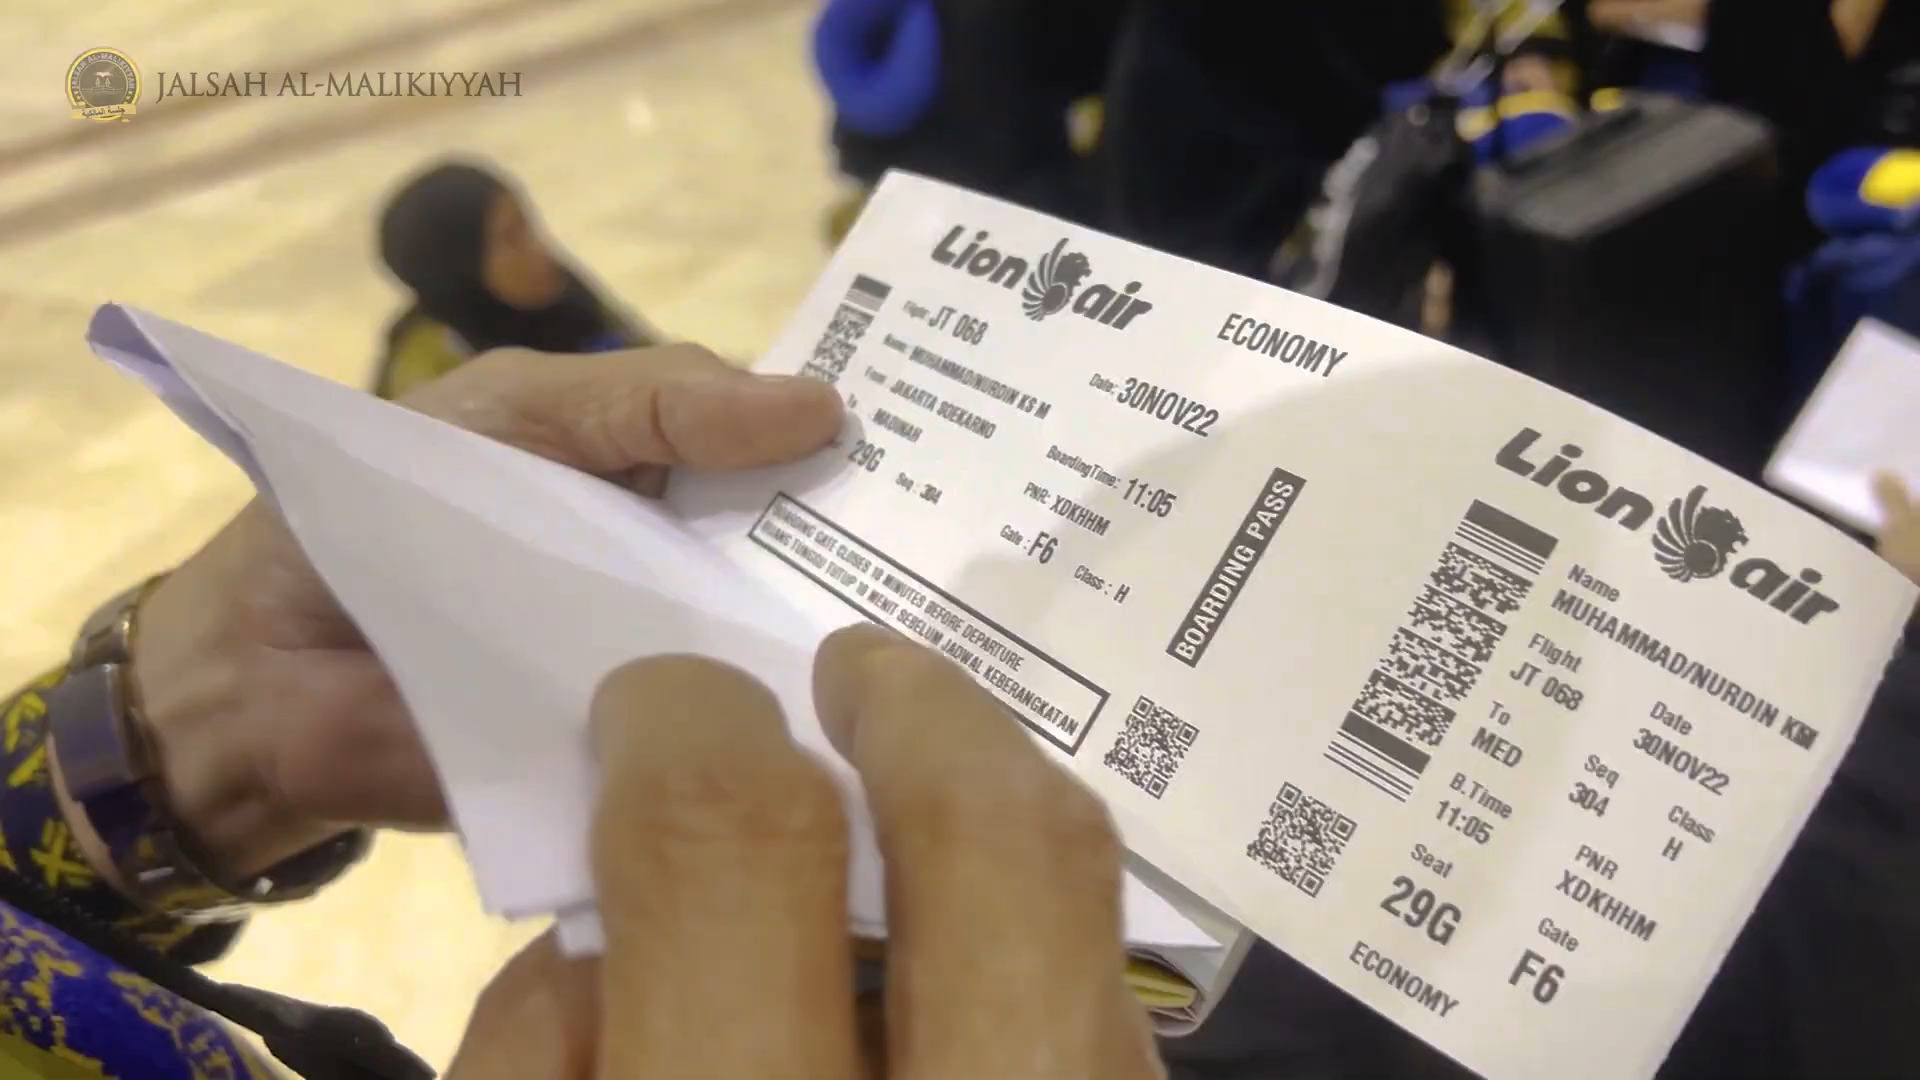 JALSAH AL-MALIKIYYAH
Lion air
ECONOMY
Flight: JT 068
Date: 30NOV22
Name: MUHAMMAD/NURDIN KS M
From: JAKARTA SOEKARNO
To: MADINAH
29G
Seq : 304
BoardingTime: 11:05
PNR: XDKHHM
Gate : F6
Class : H
BOARDING GATE CLOSES 10 MINUTES BEFORE DEPARTURE
RUANG TUNGGU TUTUP 10 MENIT SEBELUM JADWAL KEBERANGKATAN
BOARDING PASS
Lion air
Name
MUHAMMAD/NURDIN KM
Flight
JT 068
Date
30NOV22
To
MED
Seq
304
Class
H
B.Time
11:05
PNR
XDKHHM
Seat
29G
Gate
F6
ECONOMY